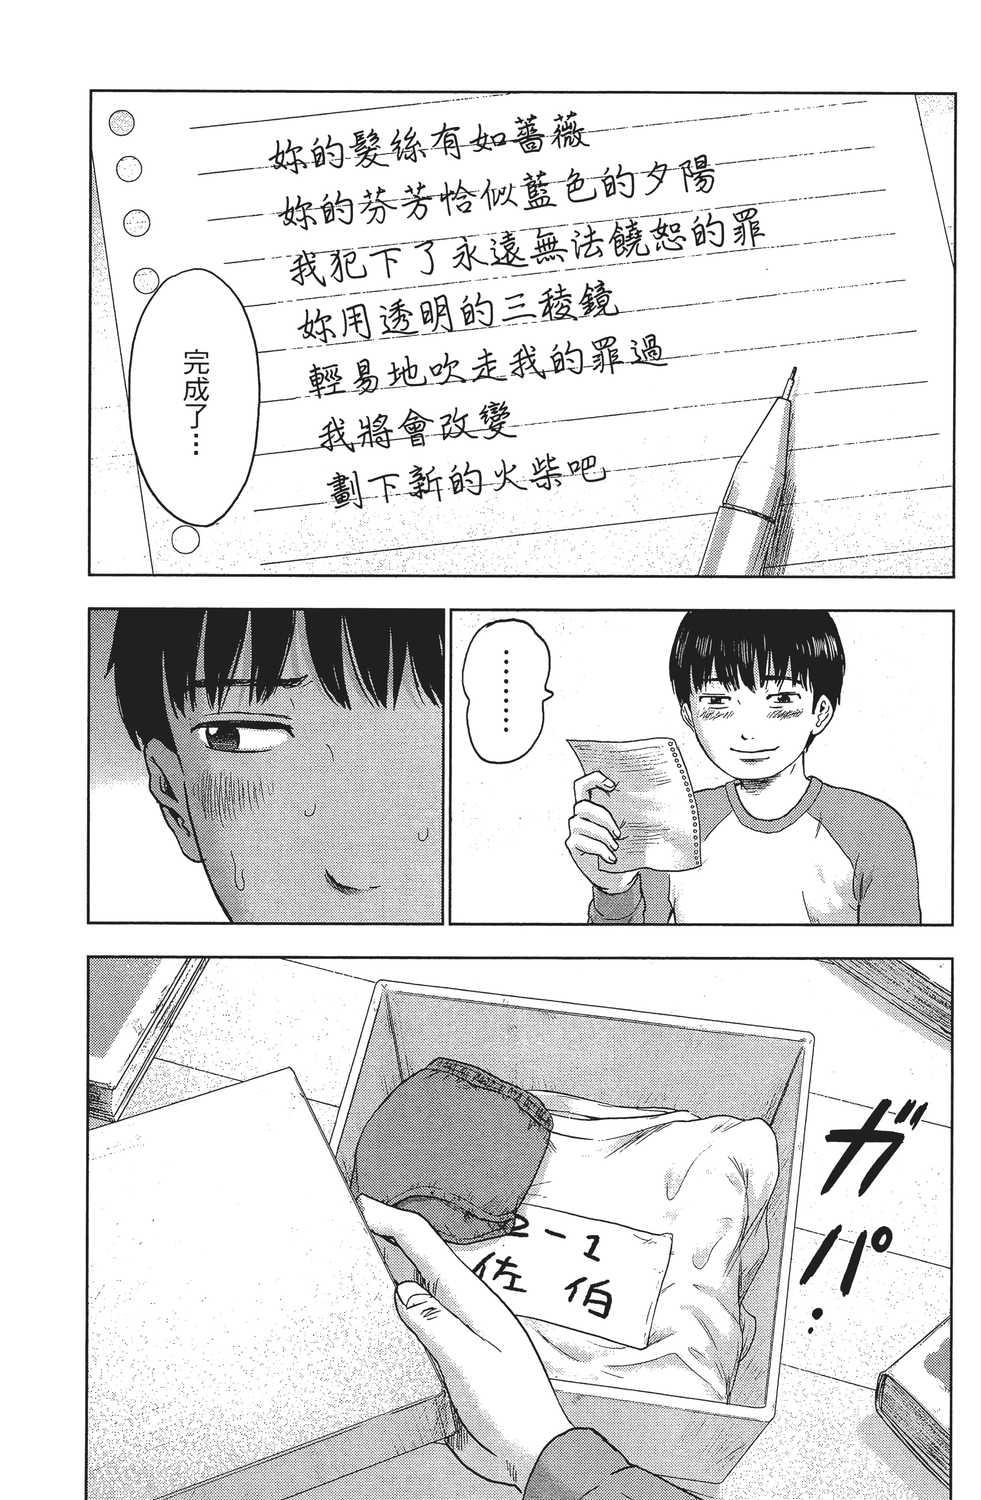 妳的髮絲有如薔薇
妳的芬芳恰似藍色的夕陽
我犯下了永遠無法饒恕的罪
妳用透明的三稜鏡
輕易地吹走我的罪過
我將會改變
劃下新的火柴吧
完成了…
………
ガパ
2-1
佐伯